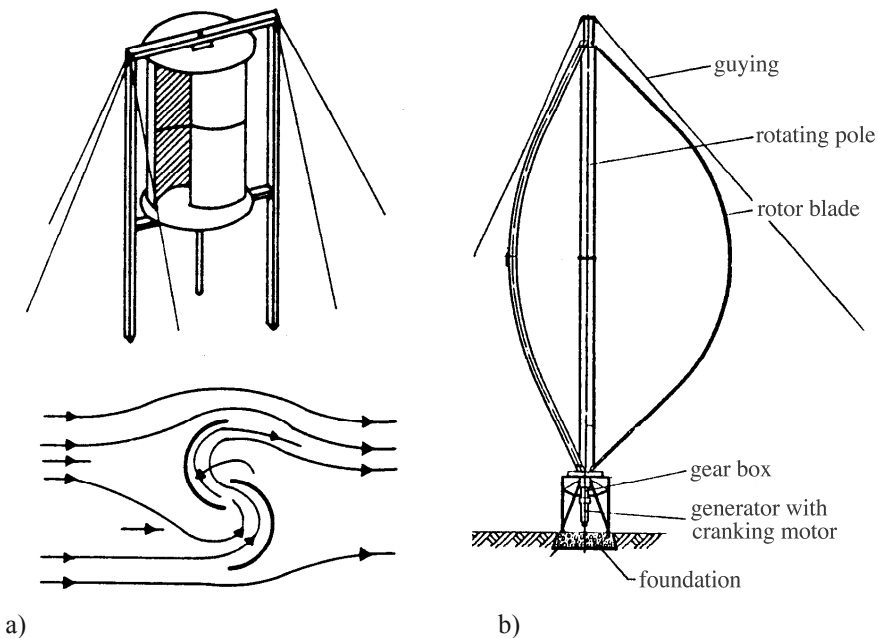 guying
rotating pole
rotor blade
gear box
generator with
cranking motor
foundation
a)
b)